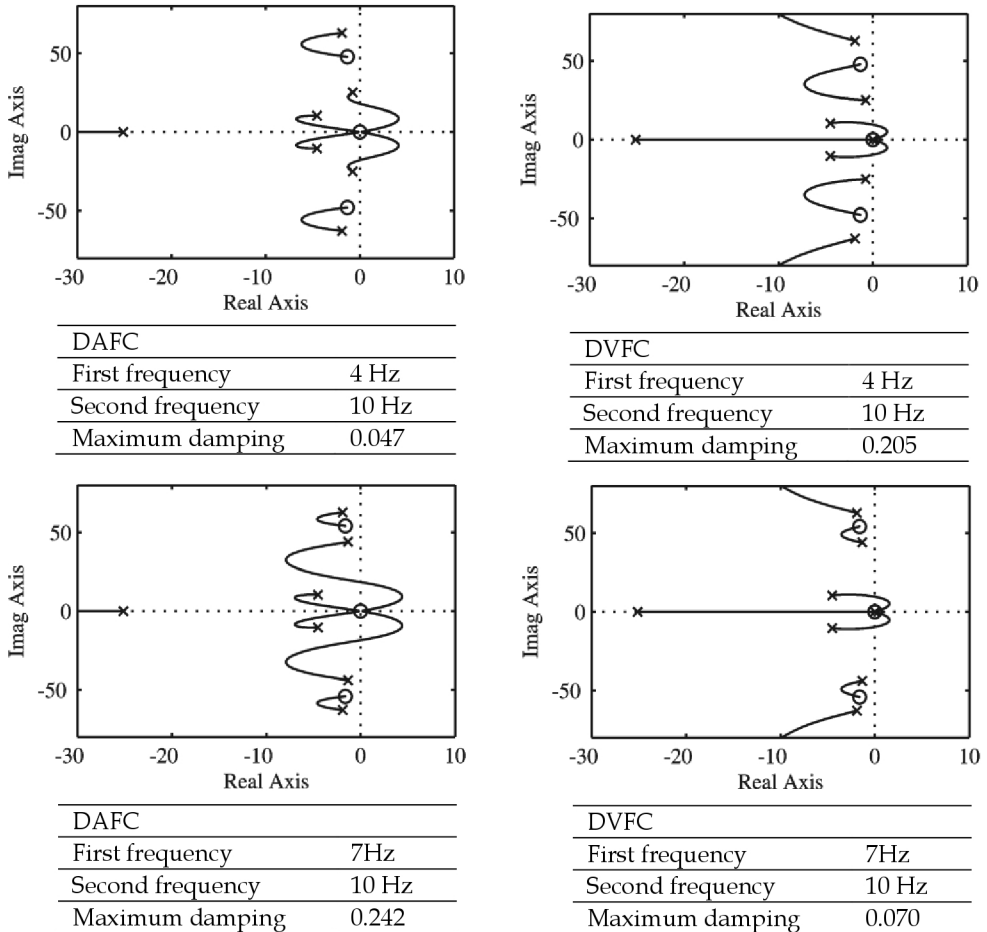 50
0
-50
-30
-20
-10
0
10
Imag Axis
Real Axis
DAFC
First frequency 4 Hz
Second frequency 10 Hz
Maximum damping 0.047
50
0
-50
-30
-20
-10
0
10
Imag Axis
Real Axis
DVFC
First frequency 4 Hz
Second frequency 10 Hz
Maximum damping 0.205
50
0
-50
-30
-20
-10
0
10
Imag Axis
Real Axis
DAFC
First frequency 7Hz
Second frequency 10 Hz
Maximum damping 0.242
50
0
-50
-30
-20
-10
0
10
Imag Axis
Real Axis
DVFC
First frequency 7Hz
Second frequency 10 Hz
Maximum damping 0.070